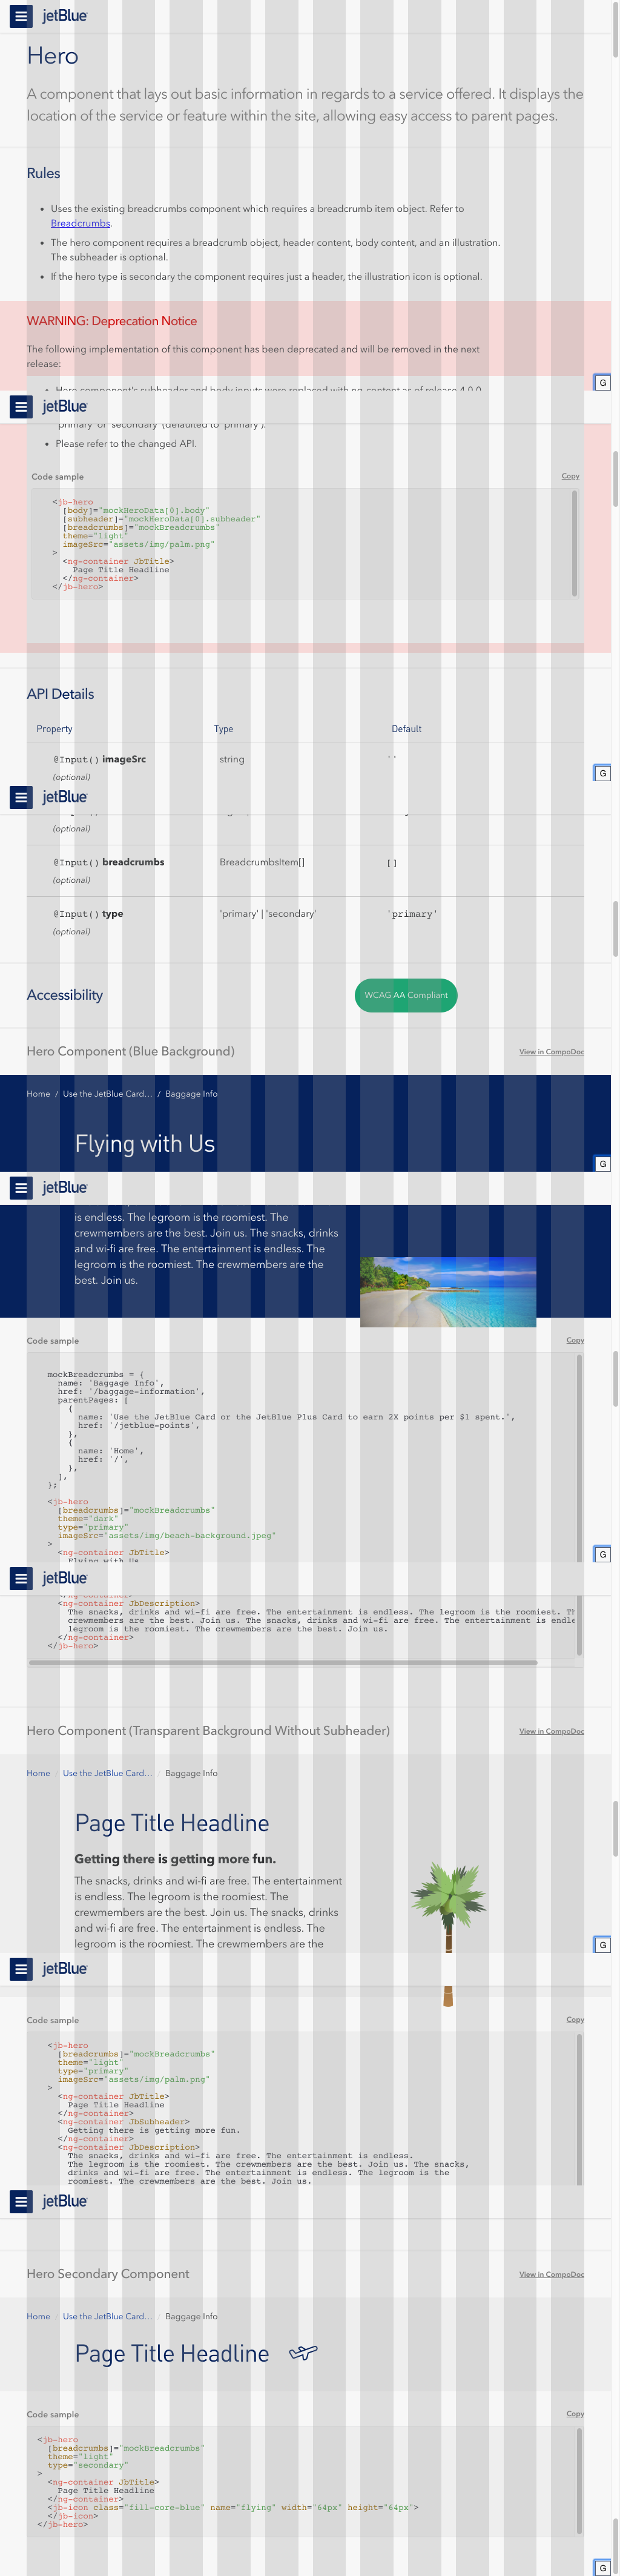 jetBlue
Hero
A component that lays out basic information in regards to a service offered. It displays the
location of the service or feature within the site, allowing easy access to parent pages.
Rules
• Uses the existing breadcrumbs component which requires a breadcrumb item object. Refer to
Breadcrumbs.
• The hero component requires a breadcrumb object, header content, body content, and an illustration.
The subheader is optional.
• If the hero type is secondary the component requires just a header, the illustration icon is optional.
WARNING: Deprecation Notice
The following implementation of this component has been deprecated and will be removed in the next
release:
• Hero component's subheader and body inputs were replaced with ng-content as of release 4.0.0
G
jetBlue
'primary' or 'secondary' (defaulted to 'primary').
• Please refer to the changed API.
Code sample
Copy
<jb-hero
[body]="mockHeroData[0].body"
[subheader]="mockHeroData[0].subheader"
[breadcrumbs]="mockBreadcrumbs"
theme="light"
imageSrc="assets/img/palm.png"
>
<ng-container JbTitle>
Page Title Headline
</ng-container>
</jb-hero>
API Details
Property Type Default
@Input() imageSrc string ''
(optional)
G
jetBlue
(optional)
@Input() breadcrumbs BreadcrumbsItem[] []
(optional)
@Input() type 'primary' | 'secondary' 'primary'
(optional)
Accessibility
WCAG AA Compliant
Hero Component (Blue Background)
View in CompoDoc
Home / Use the JetBlue Card... / Baggage Info
Flying with Us
G
jetBlue
is endless. The legroom is the roomiest. The
crewmembers are the best. Join us. The snacks, drinks
and wi-fi are free. The entertainment is endless. The
legroom is the roomiest. The crewmembers are the
best. Join us.
Code sample
Copy
mockBreadcrumbs = {
name: 'Baggage Info',
href: '/baggage-information',
parentPages: [
{
name: 'Use the JetBlue Card or the JetBlue Plus Card to earn 2X points per $1 spent.',
href: '/jetblue-points',
},
{
name: 'Home',
href: '/',
},
],
};
<jb-hero
[breadcrumbs]="mockBreadcrumbs"
theme="dark"
type="primary"
imageSrc="assets/img/beach-background.jpeg"
>
<ng-container JbTitle>
Flying with Us
G
jetBlue
</ng-container>
<ng-container JbDescription>
The snacks, drinks and wi-fi are free. The entertainment is endless. The legroom is the roomiest. Th
crewmembers are the best. Join us. The snacks, drinks and wi-fi are free. The entertainment is endle
legroom is the roomiest. The crewmembers are the best. Join us.
</ng-container>
</jb-hero>
Hero Component (Transparent Background Without Subheader)
View in CompoDoc
Home / Use the JetBlue Card... / Baggage Info
Page Title Headline
Getting there is getting more fun.
The snacks, drinks and wi-fi are free. The entertainment
is endless. The legroom is the roomiest. The
crewmembers are the best. Join us. The snacks, drinks
and wi-fi are free. The entertainment is endless. The
legroom is the roomiest. The crewmembers are the
G
jetBlue
Code sample
Copy
<jb-hero
[breadcrumbs]="mockBreadcrumbs"
theme="light"
type="primary"
imageSrc="assets/img/palm.png"
>
<ng-container JbTitle>
Page Title Headline
</ng-container>
<ng-container JbSubheader>
Getting there is getting more fun.
</ng-container>
<ng-container JbDescription>
The snacks, drinks and wi-fi are free. The entertainment is endless.
The legroom is the roomiest. The crewmembers are the best. Join us. The snacks,
drinks and wi-fi are free. The entertainment is endless. The legroom is the
roomiest. The crewmembers are the best. Join us.
jetBlue
Hero Secondary Component
View in CompoDoc
Home / Use the JetBlue Card... / Baggage Info
Page Title Headline
Code sample
Copy
<jb-hero
[breadcrumbs]="mockBreadcrumbs"
theme="light"
type="secondary"
>
<ng-container JbTitle>
Page Title Headline
</ng-container>
<jb-icon class="fill-core-blue" name="flying" width="64px" height="64px">
</jb-icon>
</jb-hero>
G